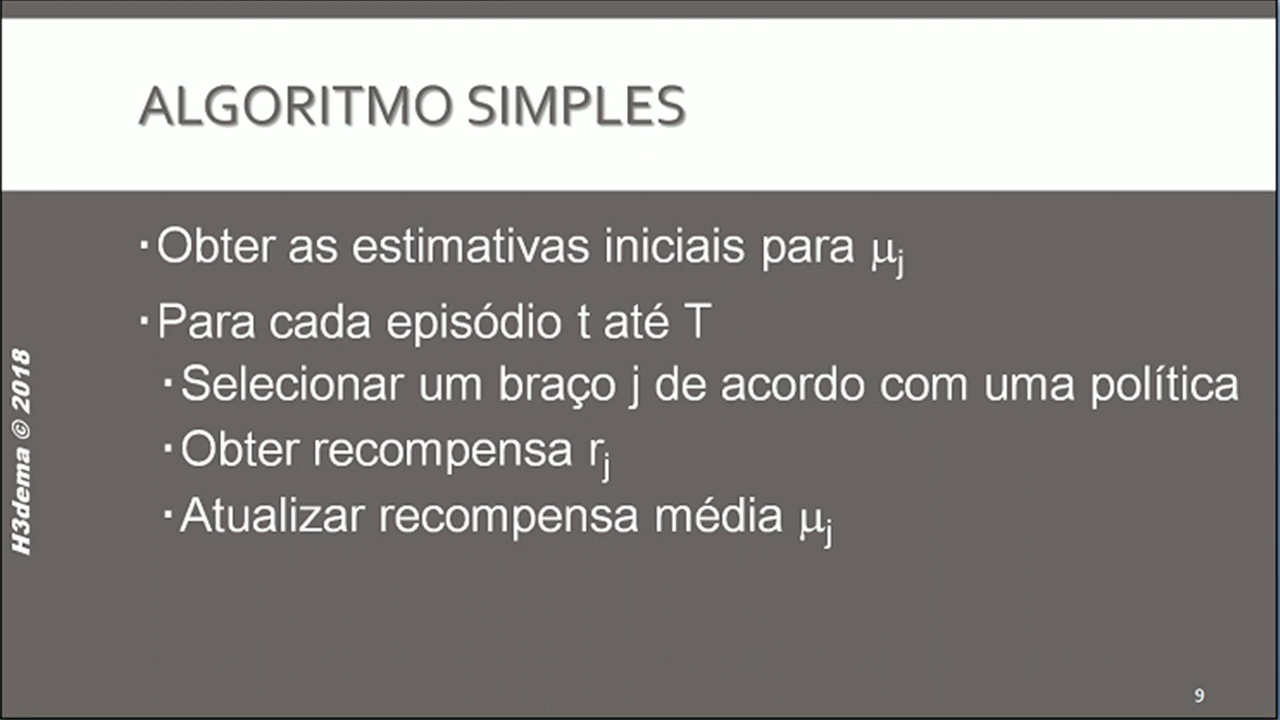 ALGORITMO SIMPLES
▪Obter as estimativas iniciais para μj
▪Para cada episódio t até T
▪Selecionar um braço j de acordo com uma política
▪Obter recompensa rj
▪Atualizar recompensa média μj
H3dema © 2018
9